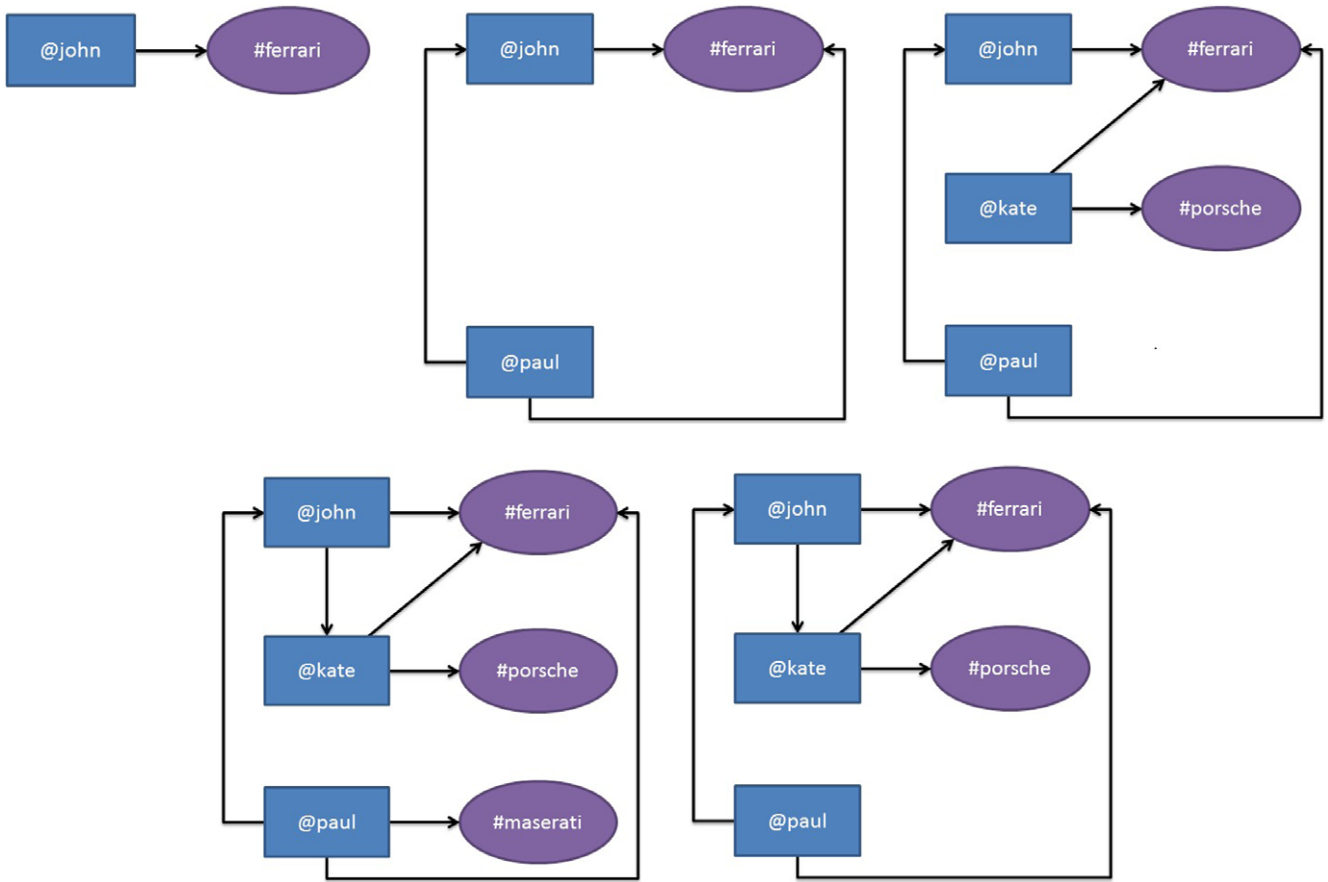 @john #ferrari
@john #ferrari
@paul
@john #ferrari
@kate #porsche
@paul
@john #ferrari
@kate #porsche
@paul #maserati
@john #ferrari
@kate #porsche
@paul